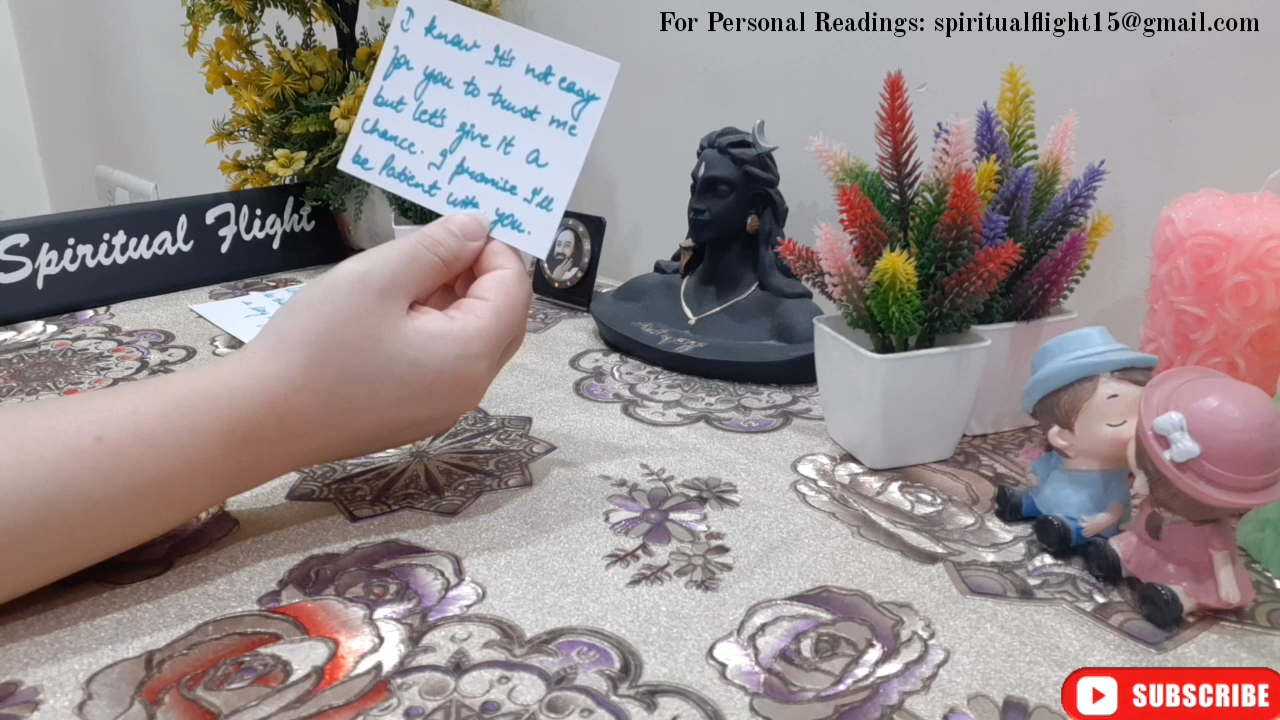 For Personal Readings: spiritualflight15@gmail.com
I know It's not easy
for you to trust me
but let's give it a
chance. I promise I'll
be Patient with you.
Spiritual Flight
SUBSCRIBE